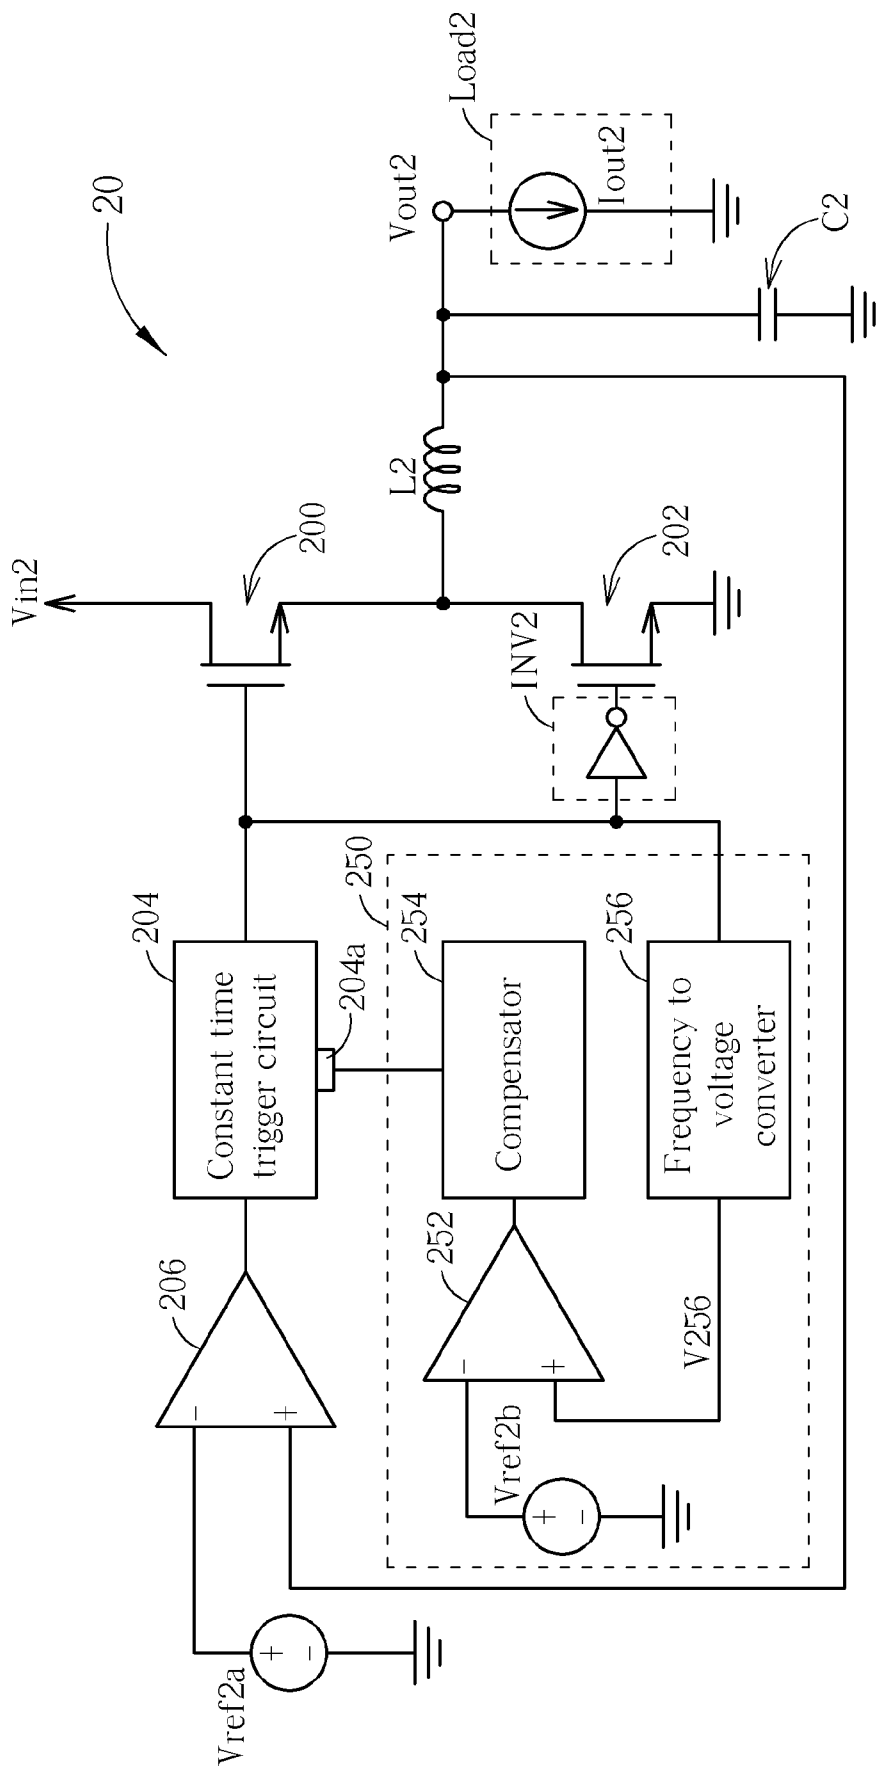 20
Vin2
200
204
Constant time
trigger circuit
204a
206
Vref2a
+
-
-
+
L2
Vout2
Load2
Iout2
C2
202
INV2
250
252
-
+
254
Compensator
256
Frequency to
voltage
converter
V256
Vref2b
+
-